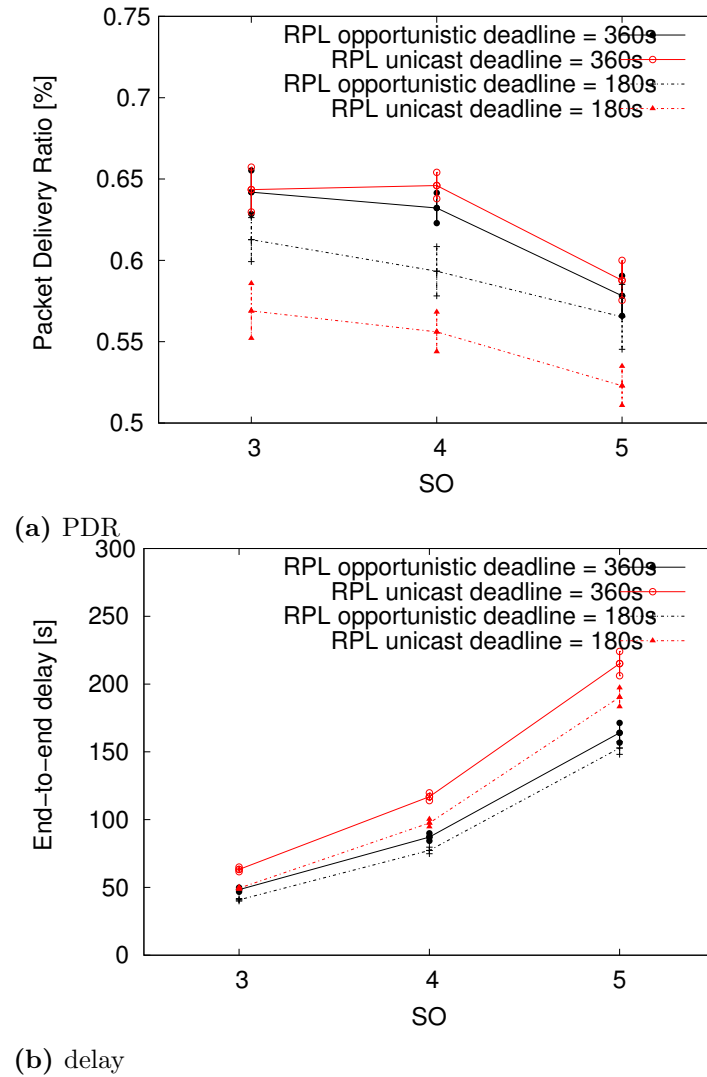 0.75
0.7
0.65
0.6
0.55
0.5
Packet Delivery Ratio [%]
RPL opportunistic deadline = 360s
RPL unicast deadline = 360s
RPL opportunistic deadline = 180s
RPL unicast deadline = 180s
3 4 5
SO
(a) PDR
300
250
200
150
100
50
0
End−to−end delay [s]
RPL opportunistic deadline = 360s
RPL unicast deadline = 360s
RPL opportunistic deadline = 180s
RPL unicast deadline = 180s
3 4 5
SO
(b) delay